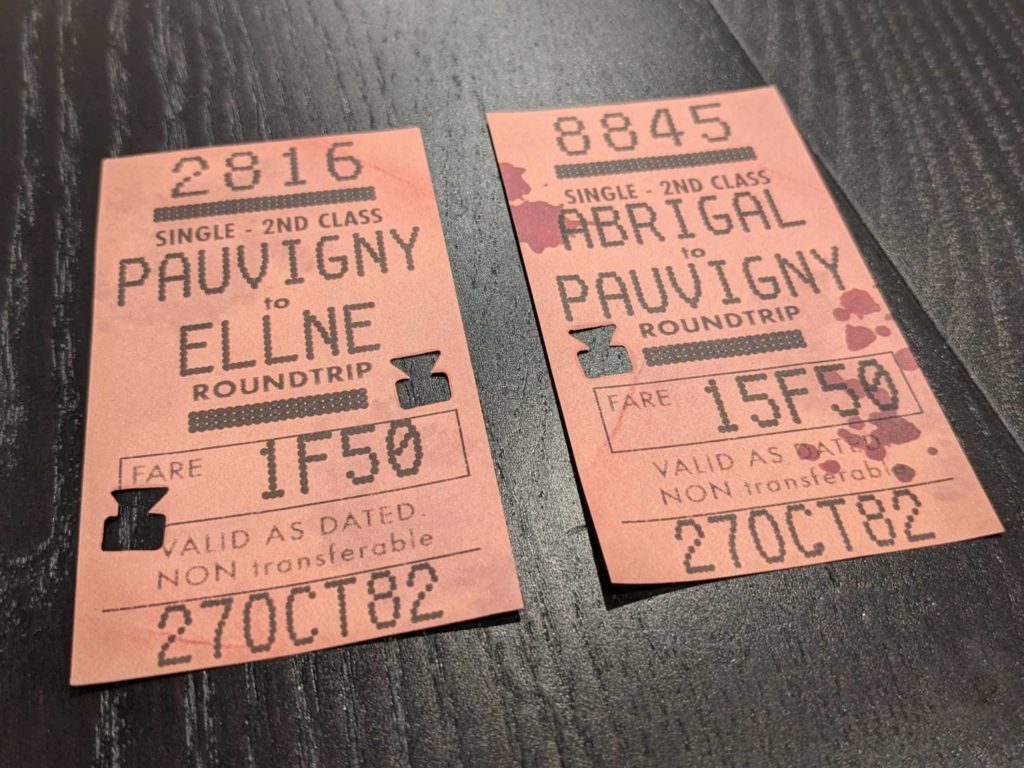 2816
SINGLE - 2ND CLASS
PAUVIGNY
to
ELLNE
ROUNDTRIP
FARE 1F50
VALID AS DATED.
NON transferable
27OCT82
8845
SINGLE - 2ND CLASS
ABRIGAL
to
PAUVIGNY
ROUNDTRIP
FARE 15F50
VALID AS DATED
NON transferable
27OCT82